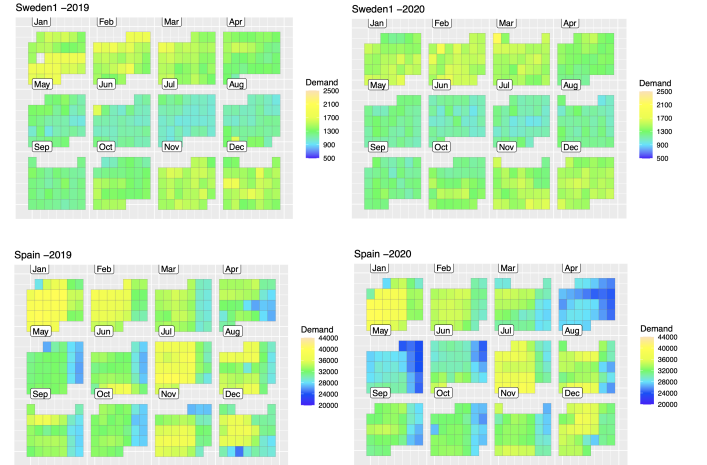 Sweden1 −2019
Jan Feb Mar Apr
May Jun Jul Aug
Sep Oct Nov Dec
Demand
2500
2100
1700
1300
900
500
Sweden1 −2020
Jan Feb Mar Apr
May Jun Jul Aug
Sep Oct Nov Dec
Demand
2500
2100
1700
1300
900
500
Spain −2019
Jan Feb Mar Apr
May Jun Jul Aug
Sep Oct Nov Dec
Demand
44000
40000
36000
32000
28000
24000
20000
Spain −2020
Jan Feb Mar Apr
May Jun Jul Aug
Sep Oct Nov Dec
Demand
44000
40000
36000
32000
28000
24000
20000